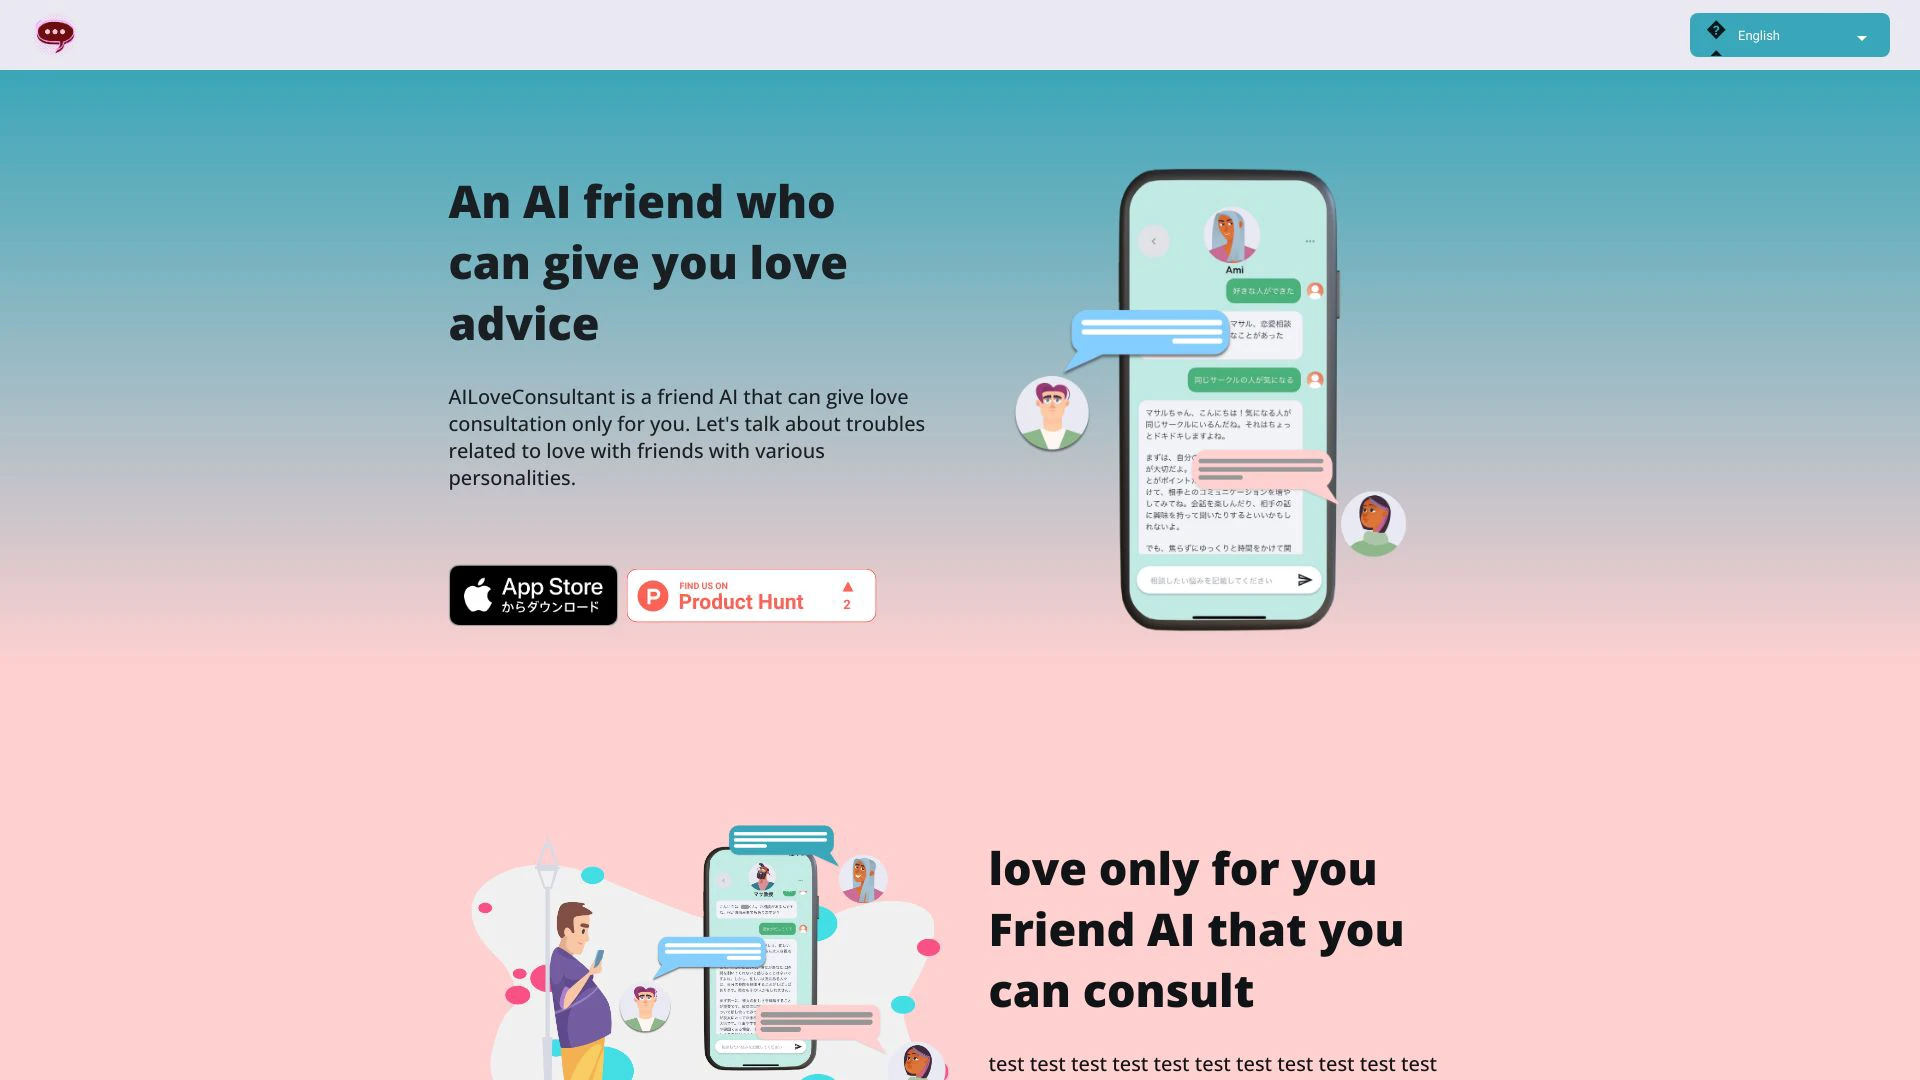 English
An AI friend who
can give you love
advice
AILoveConsultant is a friend AI that can give love
consultation only for you. Let's talk about troubles
related to love with friends with various
personalities.
App Store
からダウンロード
FIND US ON
Product Hunt
2
Ami
好きな人ができた
マサル、恋愛相談
なことがあった
同じサークルの人が気になる
マサルちゃん、こんにちは！気になる人が
同じサークルにいるんだね。それはちょっ
とドキドキしますよね。
まずは、自分
が大切だよ。
とがポイント
けて、相手とのコミュニケーションを増や
してみてね。会話を楽しんだり、相手の話
に興味を持って聞いたりするといいかもし
れないよ。
でも、焦らずにゆっくりと時間をかけて関
相談したい悩みを記載してください
love only for you
Friend AI that you
can consult
test test test test test test test test test test test